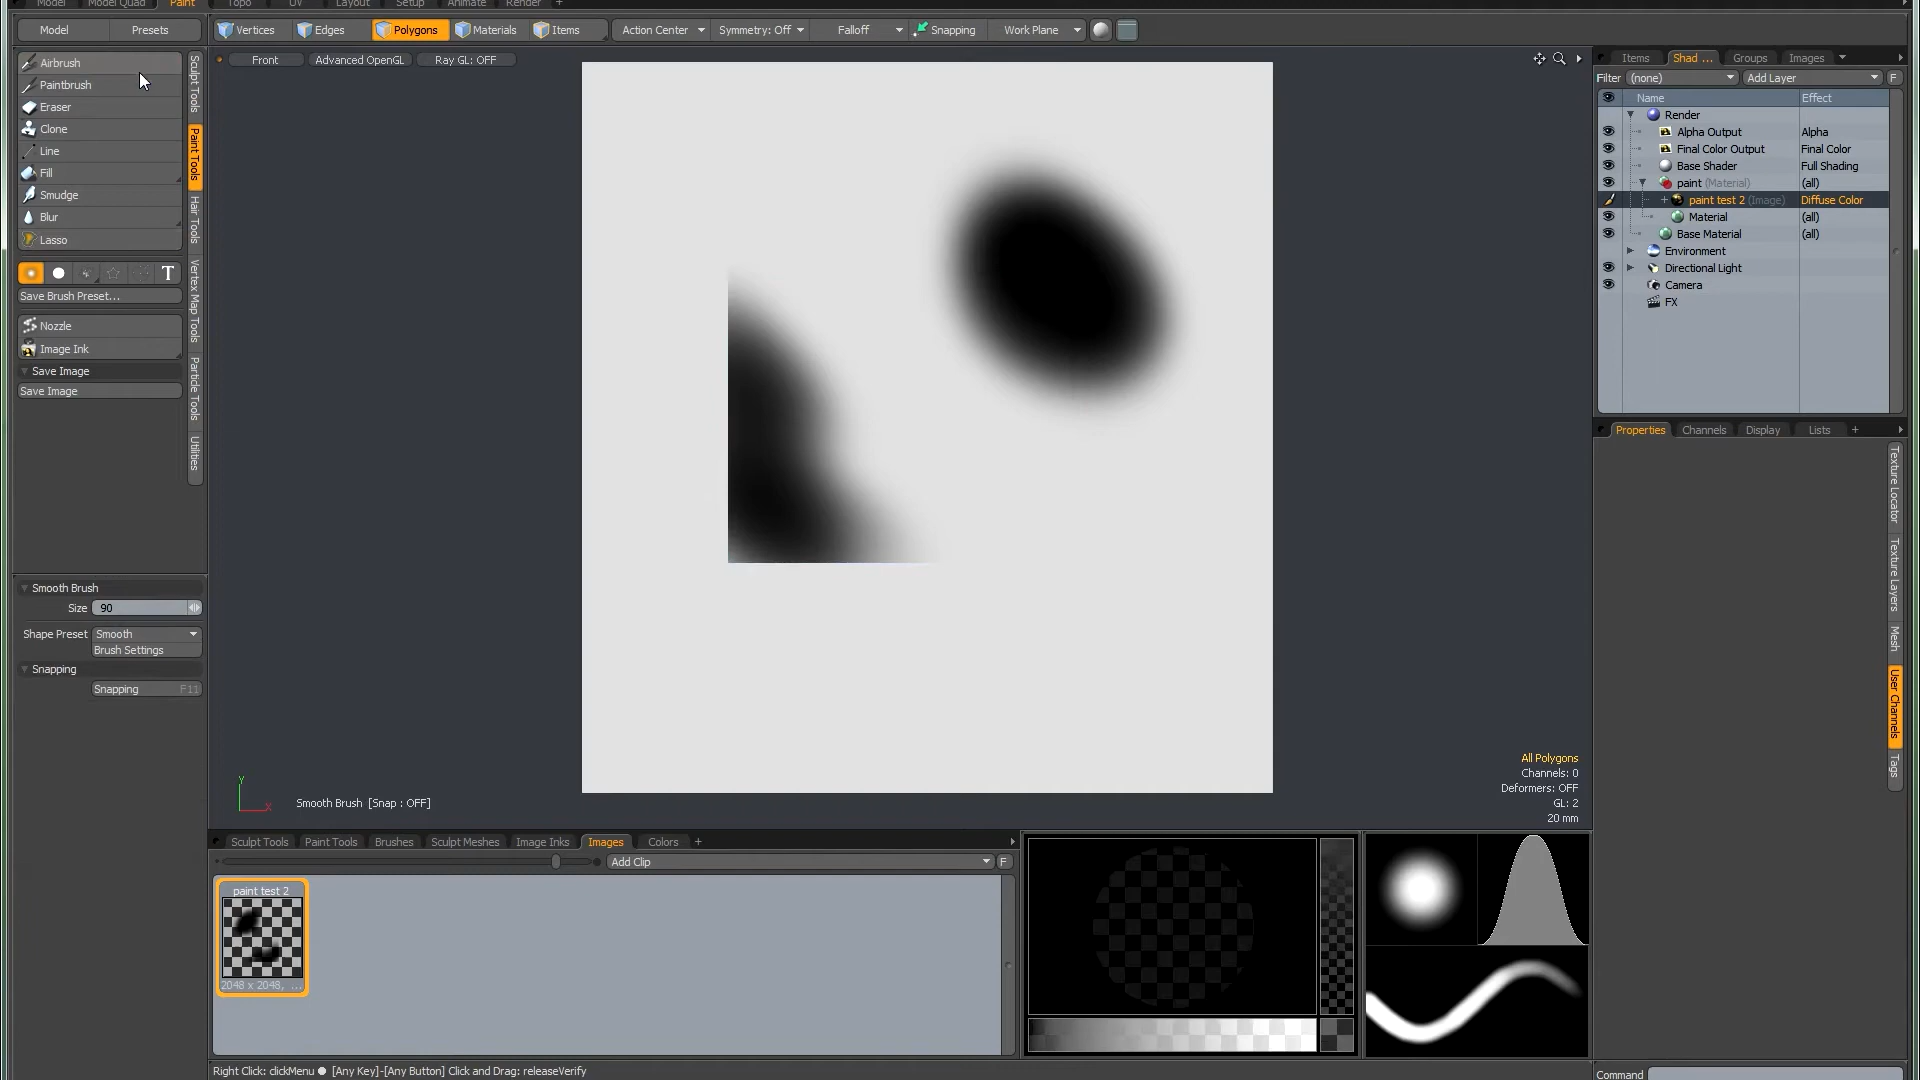 Model Model Quad Paint Topo UV Layout Setup Animate Render +
Model Presets Vertices Edges Polygons Materials Items Action Center Symmetry: Off Falloff Snapping Work Plane
Front Advanced OpenGL Ray GL: OFF
Airbrush
Paintbrush
Eraser
Clone
Line
Fill
Smudge
Blur
Lasso
T
Save Brush Preset...
Nozzle
Image Ink
Save Image
Save Image
Sculpt Tools
Paint Tools
Hair Tools
Vertex Map Tools
Particle Tools
Utilities
Smooth Brush
Size 90
Shape Preset Smooth
Brush Settings
Snapping
Snapping F11
Y
X
Smooth Brush [Snap : OFF]
All Polygons
Channels: 0
Deformers: OFF
GL: 2
20 mm
Items Shad ... Groups Images
Filter (none) Add Layer F
Name Effect
Render
Alpha Output Alpha
Final Color Output Final Color
Base Shader Full Shading
paint (Material) (all)
paint test 2 (Image) Diffuse Color
Material (all)
Base Material (all)
Environment
Directional Light
Camera
FX
Properties Channels Display Lists +
Texture Locator
Texture Layers
Mesh
User Channels
Tags
Sculpt Tools Paint Tools Brushes Sculpt Meshes Image Inks Images Colors +
Add Clip F
paint test 2
2048 x 2048, ...
Right Click: clickMenu ● [Any Key]-[Any Button] Click and Drag: releaseVerify
Command